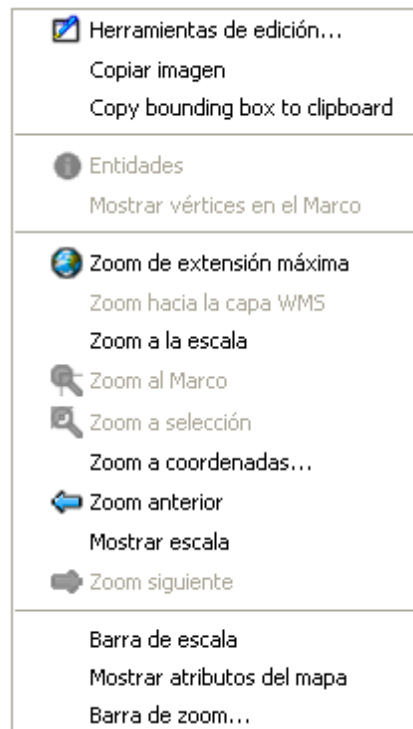 Herramientas de edición...
Copiar imagen
Copy bounding box to clipboard
Entidades
Mostrar vértices en el Marco
Zoom de extensión máxima
Zoom hacia la capa WMS
Zoom a la escala
Zoom al Marco
Zoom a selección
Zoom a coordenadas...
Zoom anterior
Mostrar escala
Zoom siguiente
Barra de escala
Mostrar atributos del mapa
Barra de zoom...